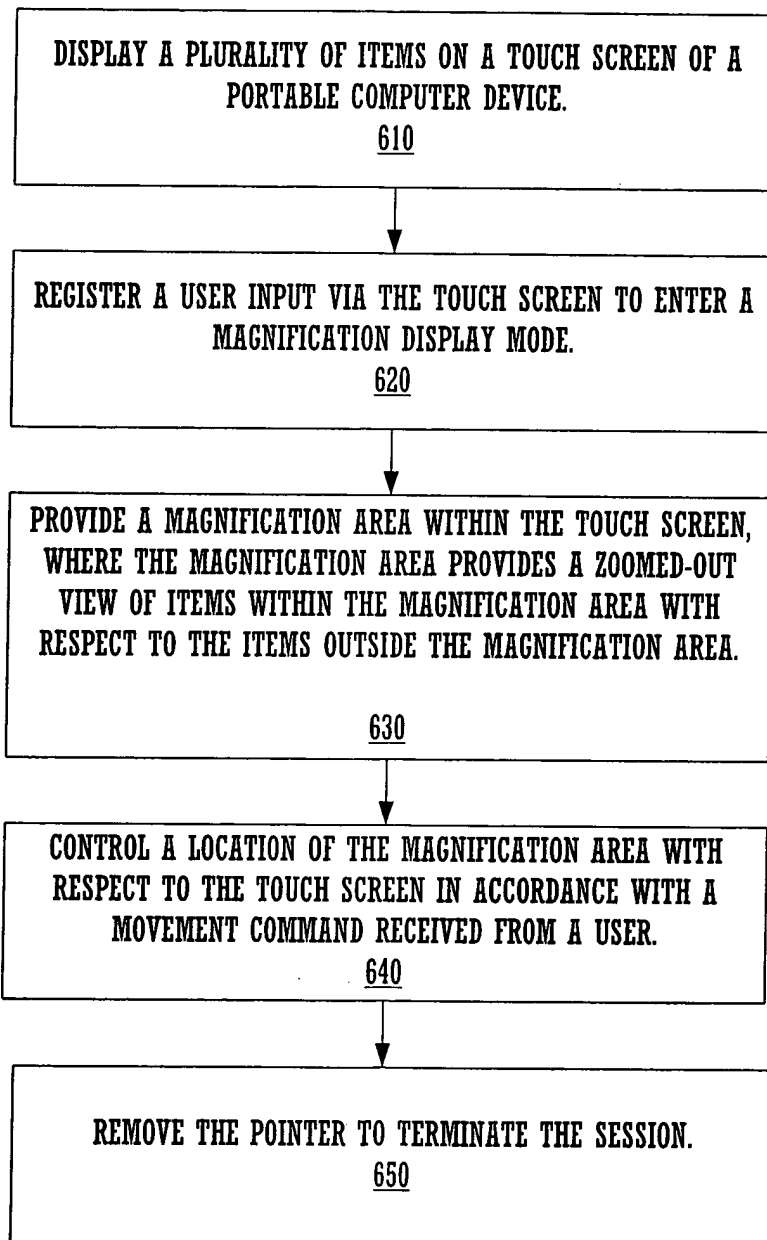 DISPLAY A PLURALITY OF ITEMS ON A TOUCH SCREEN OF A
PORTABLE COMPUTER DEVICE.
610
REGISTER A USER INPUT VIA THE TOUCH SCREEN TO ENTER A
MAGNIFICATION DISPLAY MODE.
620
PROVIDE A MAGNIFICATION AREA WITHIN THE TOUCH SCREEN,
WHERE THE MAGNIFICATION AREA PROVIDES A ZOOMED-OUT
VIEW OF ITEMS WITHIN THE MAGNIFICATION AREA WITH
RESPECT TO THE ITEMS OUTSIDE THE MAGNIFICATION AREA.
630
CONTROL A LOCATION OF THE MAGNIFICATION AREA WITH
RESPECT TO THE TOUCH SCREEN IN ACCORDANCE WITH A
MOVEMENT COMMAND RECEIVED FROM A USER.
640
REMOVE THE POINTER TO TERMINATE THE SESSION.
650